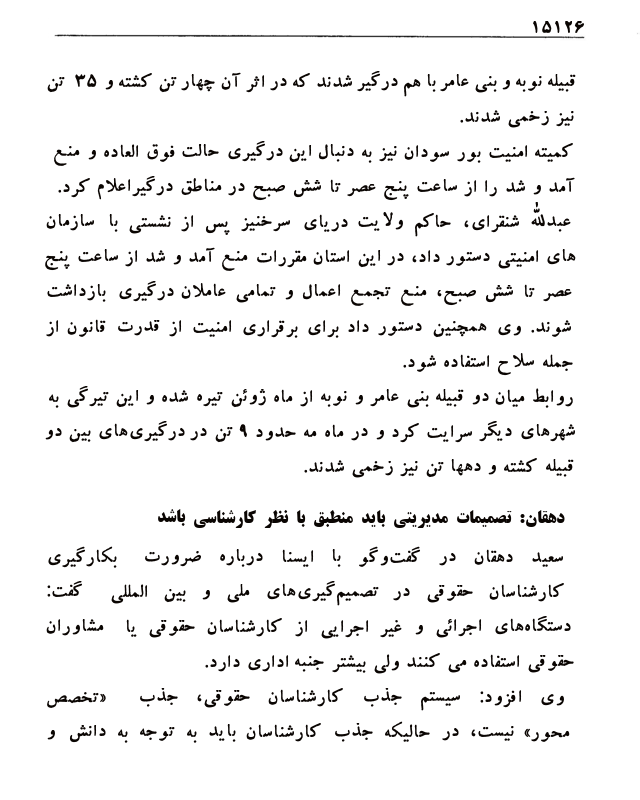 ۱۵۱۲۶
قبیله نوبه و بنی عامر با هم درگیر شدند که در اثر آن چهار تن کشته و ۳۵ تن
نیز زخمی شدند.
کمیته امنیت بور سودان نیز به دنبال این درگیری حالت فوق العاده و منع
آمد و شد را از ساعت پنج عصر تا شش صبح در مناطق درگیراعلام کرد.
عبدلله شنقرای، حاکم ولایت دریای سرخنیز پس از نشستی با سازمان
های امنیتی دستور داد، در این استان مقررات منع آمد و شد از ساعت پنج
عصر تا شش صبح، منع تجمع اعمال و تمامی عاملان درگیری بازداشت
شوند. وی همچنین دستور داد برای برقراری امنیت از قدرت قانون از
جمله سلاح استفاده شود.
روابط میان دو قبیله بنی عامر و نوبه از ماه ژوئن تیره شده و این تیرگی به
شهرهای دیگر سرایت کرد و در ماه مه حدود ۹ تن در درگیری‌های بین دو
قبیله کشته و دهها تن نیز زخمی شدند.
دهقان: تصمیمات مدیریتی باید منطبق با نظر کارشناسی باشد
سعید دهقان در گفت‌وگو با ایسنا درباره ضرورت بکارگیری
کارشناسان حقوقی در تصمیم‌گیری‌های ملی و بین المللی گفت:
دستگاه‌های اجرائی و غیر اجرایی از کارشناسان حقوقی یا مشاوران
حقوقی استفاده می کنند ولی بیشتر جنبه اداری دارد.
وی افزود: سیستم جذب کارشناسان حقوقی، جذب «تخصص
محور» نیست، در حالیکه جذب کارشناسان باید به توجه به دانش و